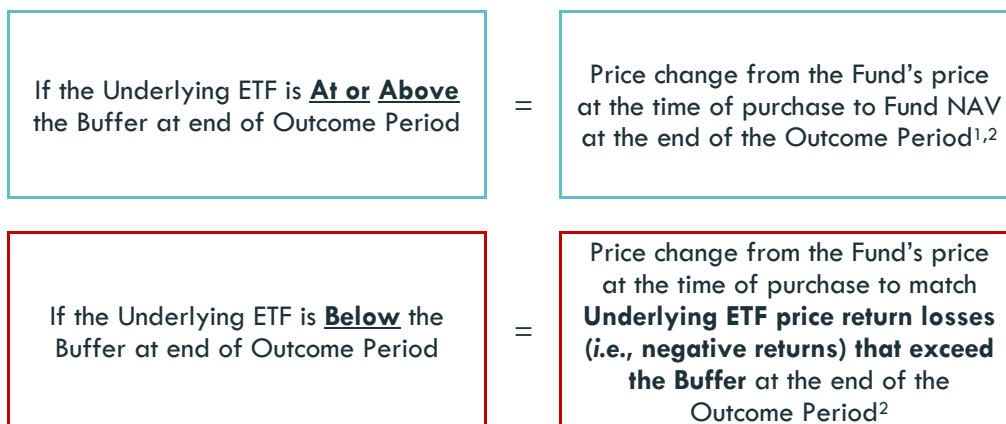 If the Underlying ETF is At or Above
the Buffer at end of Outcome Period
=
Price change from the Fund’s price
at the time of purchase to Fund NAV
at the end of the Outcome Period1,2
If the Underlying ETF is Below the
Buffer at end of Outcome Period
=
Price change from the Fund’s price
at the time of purchase to match
Underlying ETF price return losses
(i.e., negative returns) that exceed
the Buffer at the end of the
Outcome Period2